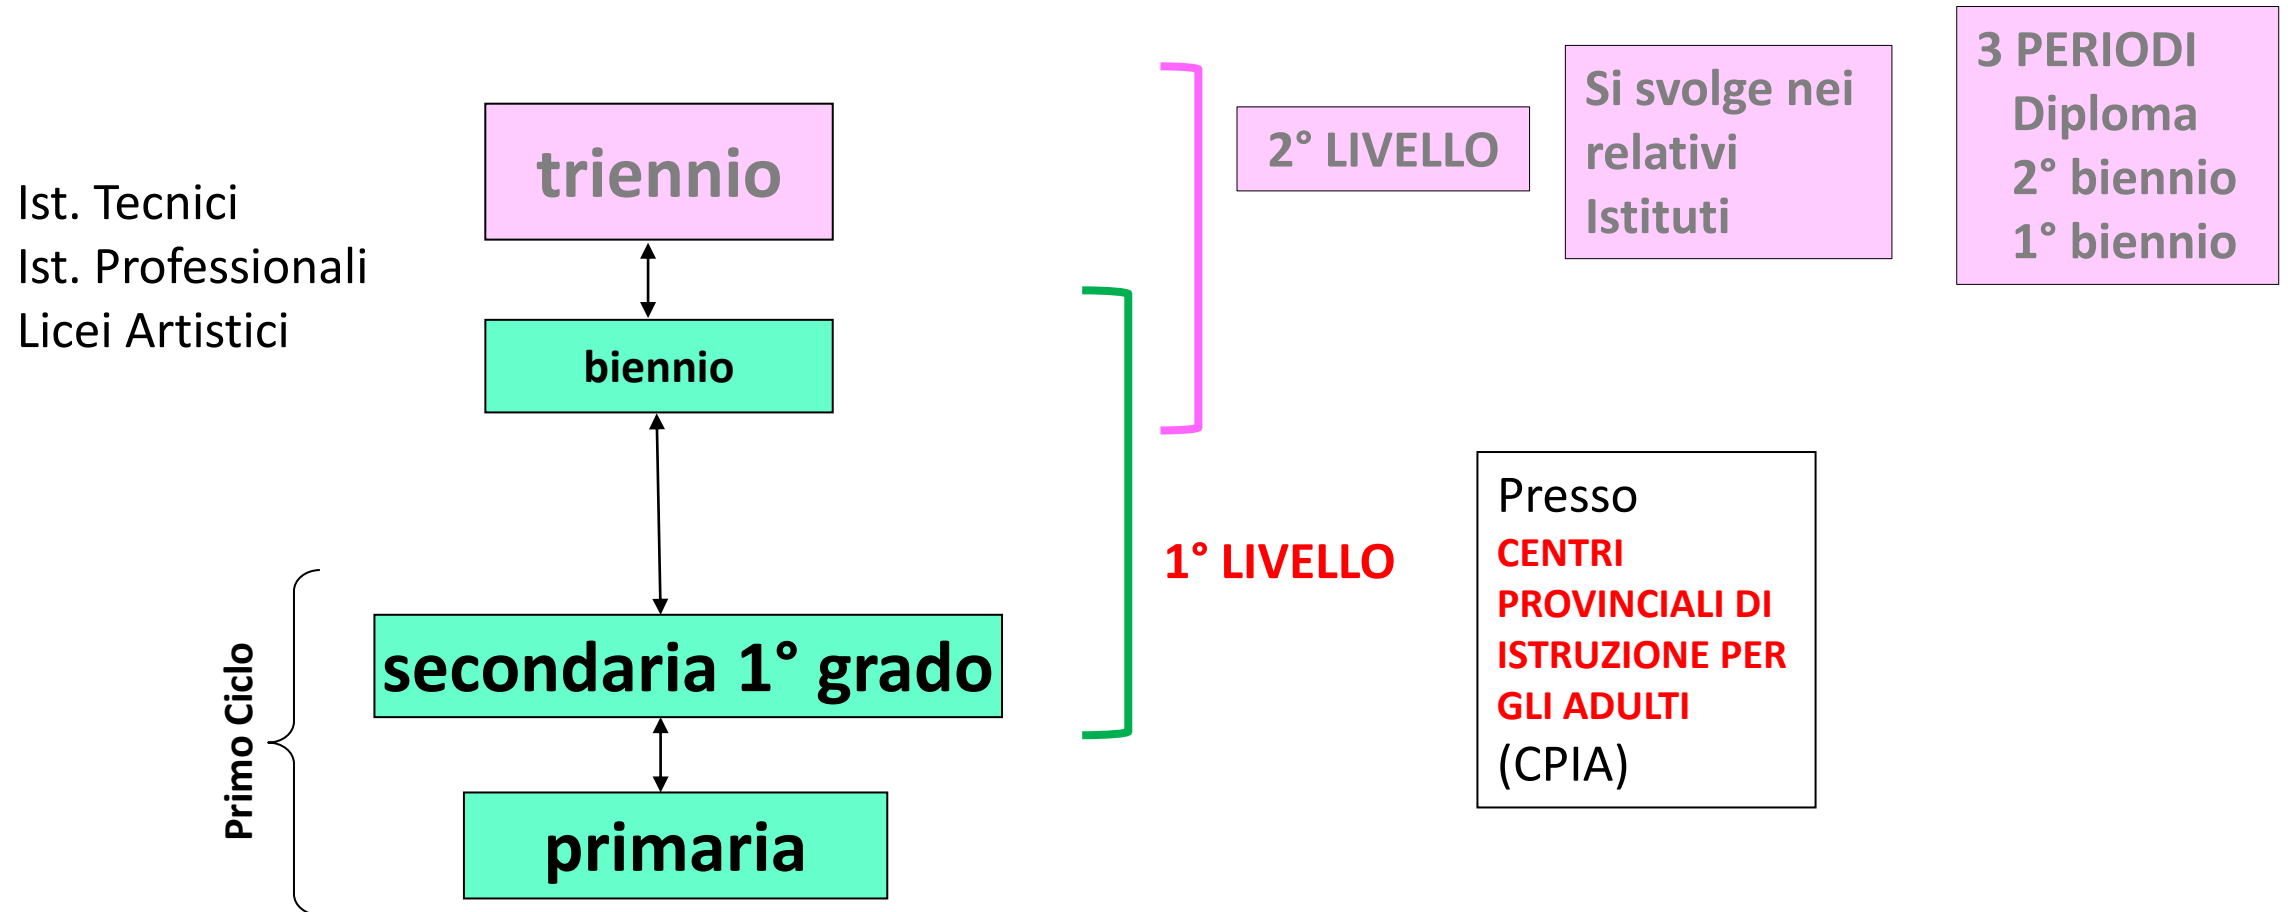 Ist. Tecnici
Ist. Professionali
Licei Artistici
triennio
biennio
secondaria 1° grado
primaria
Primo Ciclo
2° LIVELLO
Si svolge nei
relativi
Istituti
3 PERIODI
Diploma
2° biennio
1° biennio
1° LIVELLO
Presso
CENTRI
PROVINCIALI DI
ISTRUZIONE PER
GLI ADULTI
(CPIA)